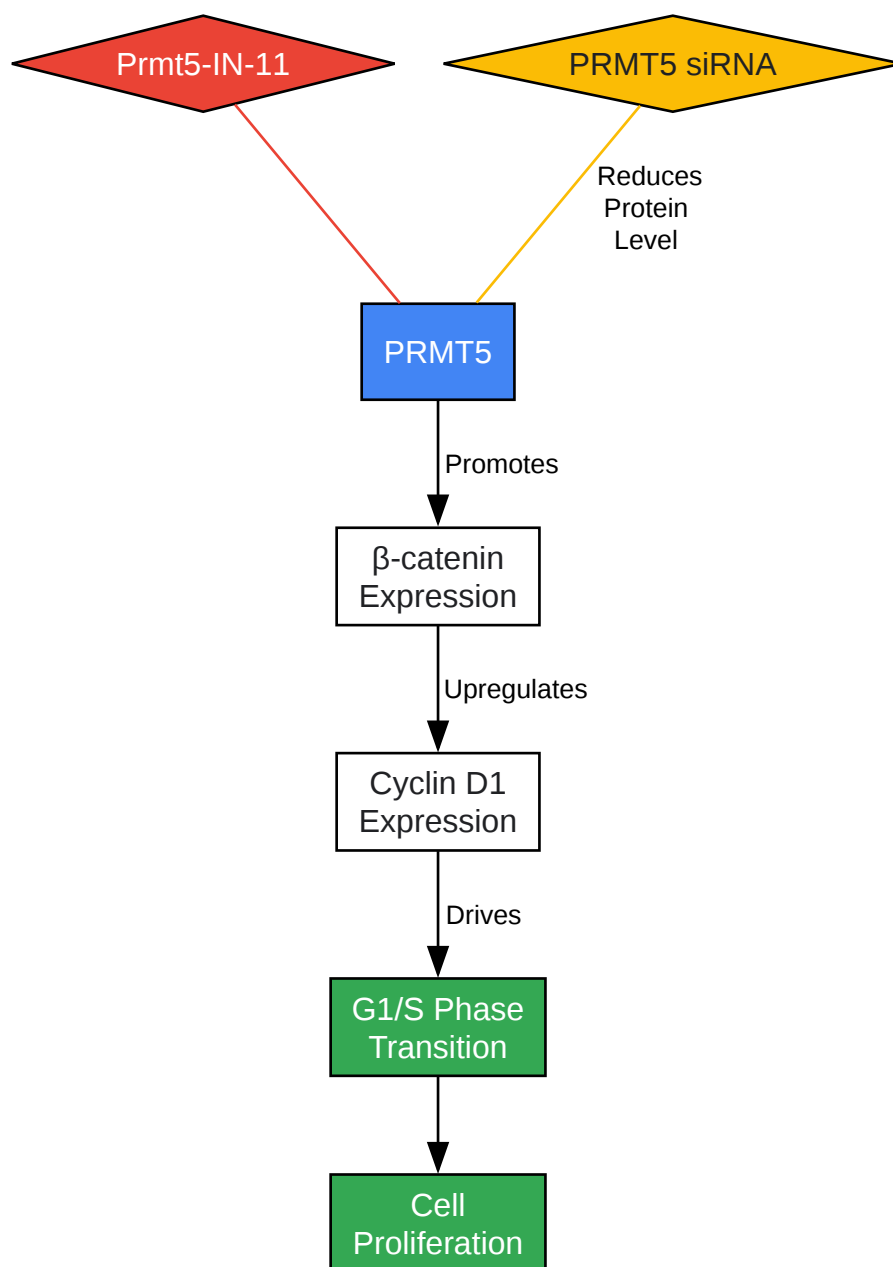 Prmt5-IN-11
PRMT5 siRNA
Reduces
Protein
Level
PRMT5
Promotes
β-catenin
Expression
Upregulates
Cyclin D1
Expression
Drives
G1/S Phase
Transition
Cell
Proliferation